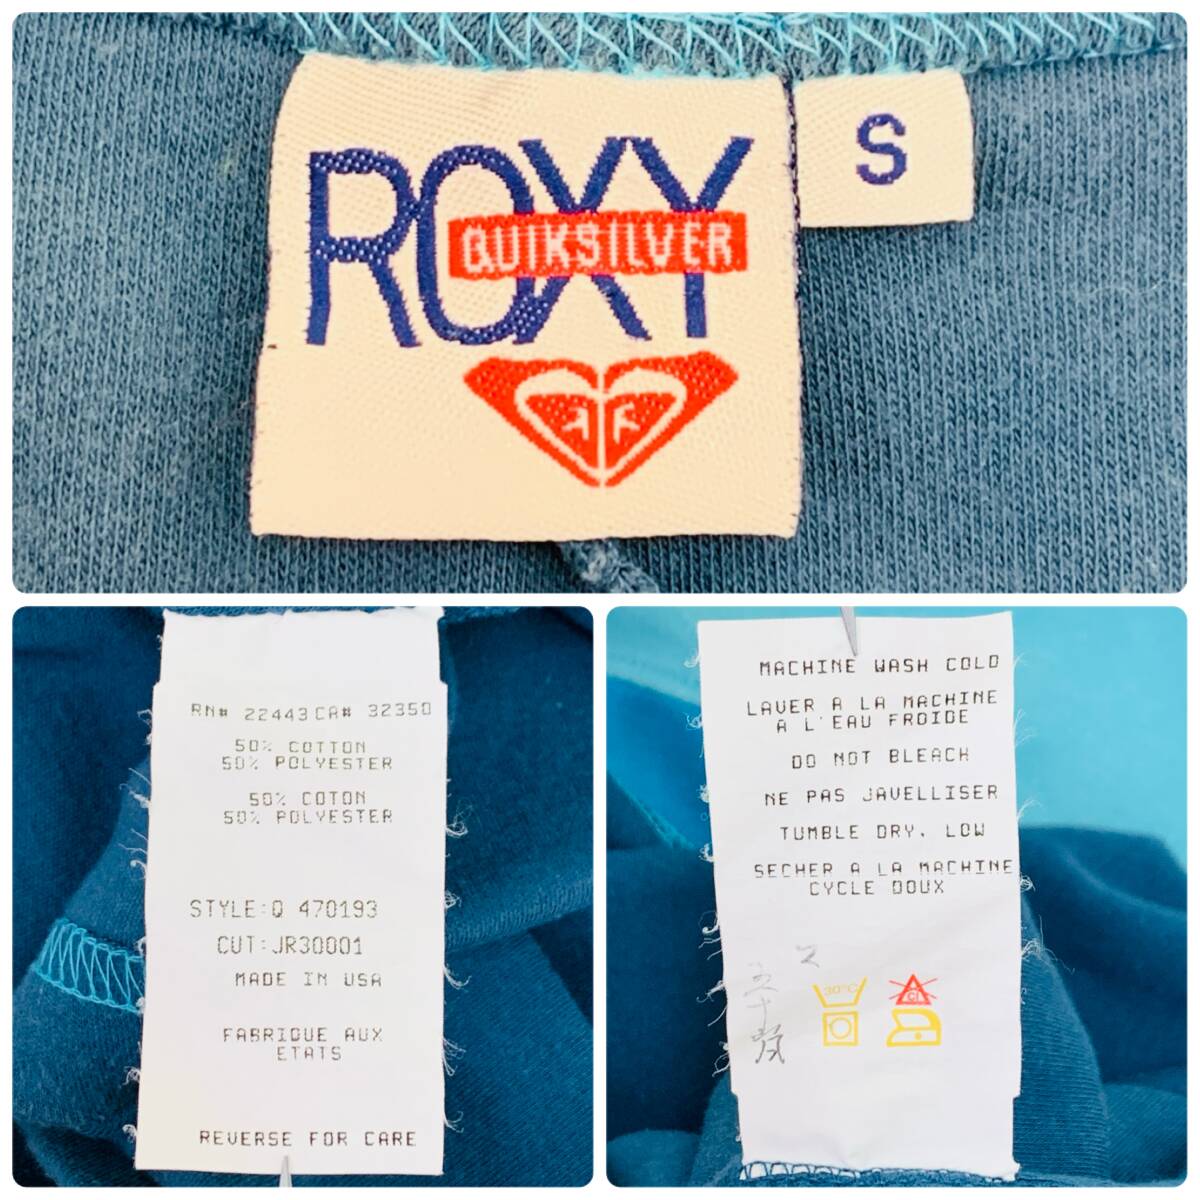 ROXY
QUIKSILVER
S
RN# 22443 CA# 32350
50% COTTON
50% POLYESTER
50% COTON
50% POLYESTER
STYLE:Q 470193
CUT:JR30001
MADE IN USA
FABRIQUE AUX
ETATS
REVERSE FOR CARE
MACHINE WASH COLD
LAVER A LA MACHINE
A L'EAU FROIDE
DO NOT BLEACH
NE PAS JAVELLISER
TUMBLE DRY, LOW
SECHER A LA MACHINE
CYCLE DOUX
30°C
CL